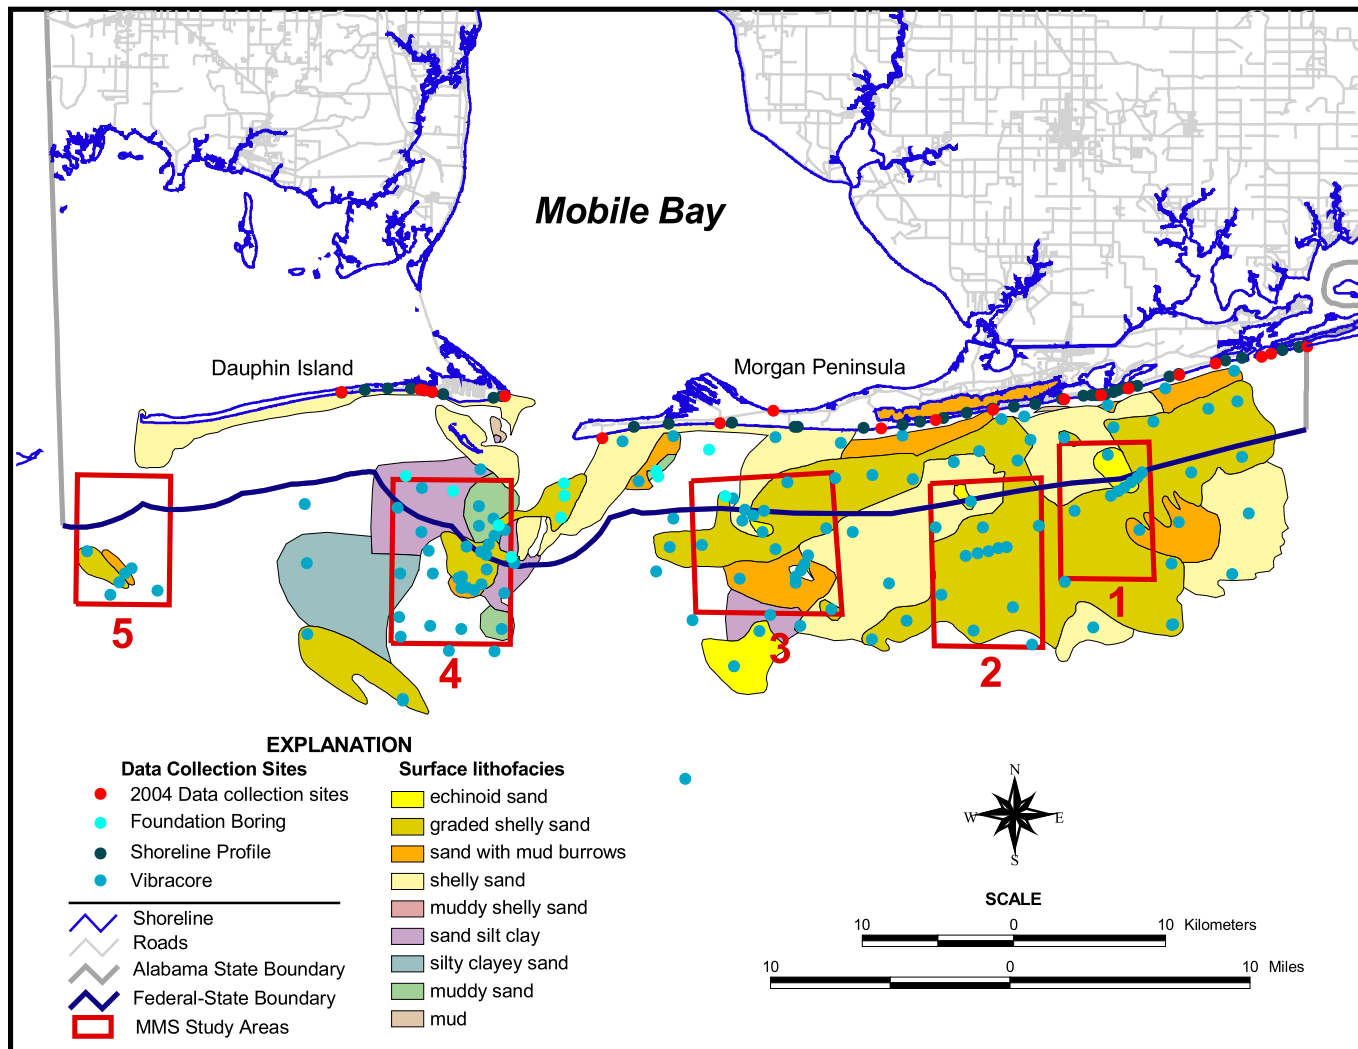 Mobile Bay
Dauphin Island
Morgan Peninsula
1
2
3
4
5
EXPLANATION
Data Collection Sites
2004 Data collection sites
Foundation Boring
Shoreline Profile
Vibracore
Shoreline
Roads
Alabama State Boundary
Federal-State Boundary
MMS Study Areas
Surface lithofacies
echinoid sand
graded shelly sand
sand with mud burrows
shelly sand
muddy shelly sand
sand silt clay
silty clayey sand
muddy sand
mud
N
W E
S
SCALE
10 0 10 Kilometers
10 0 10 Miles